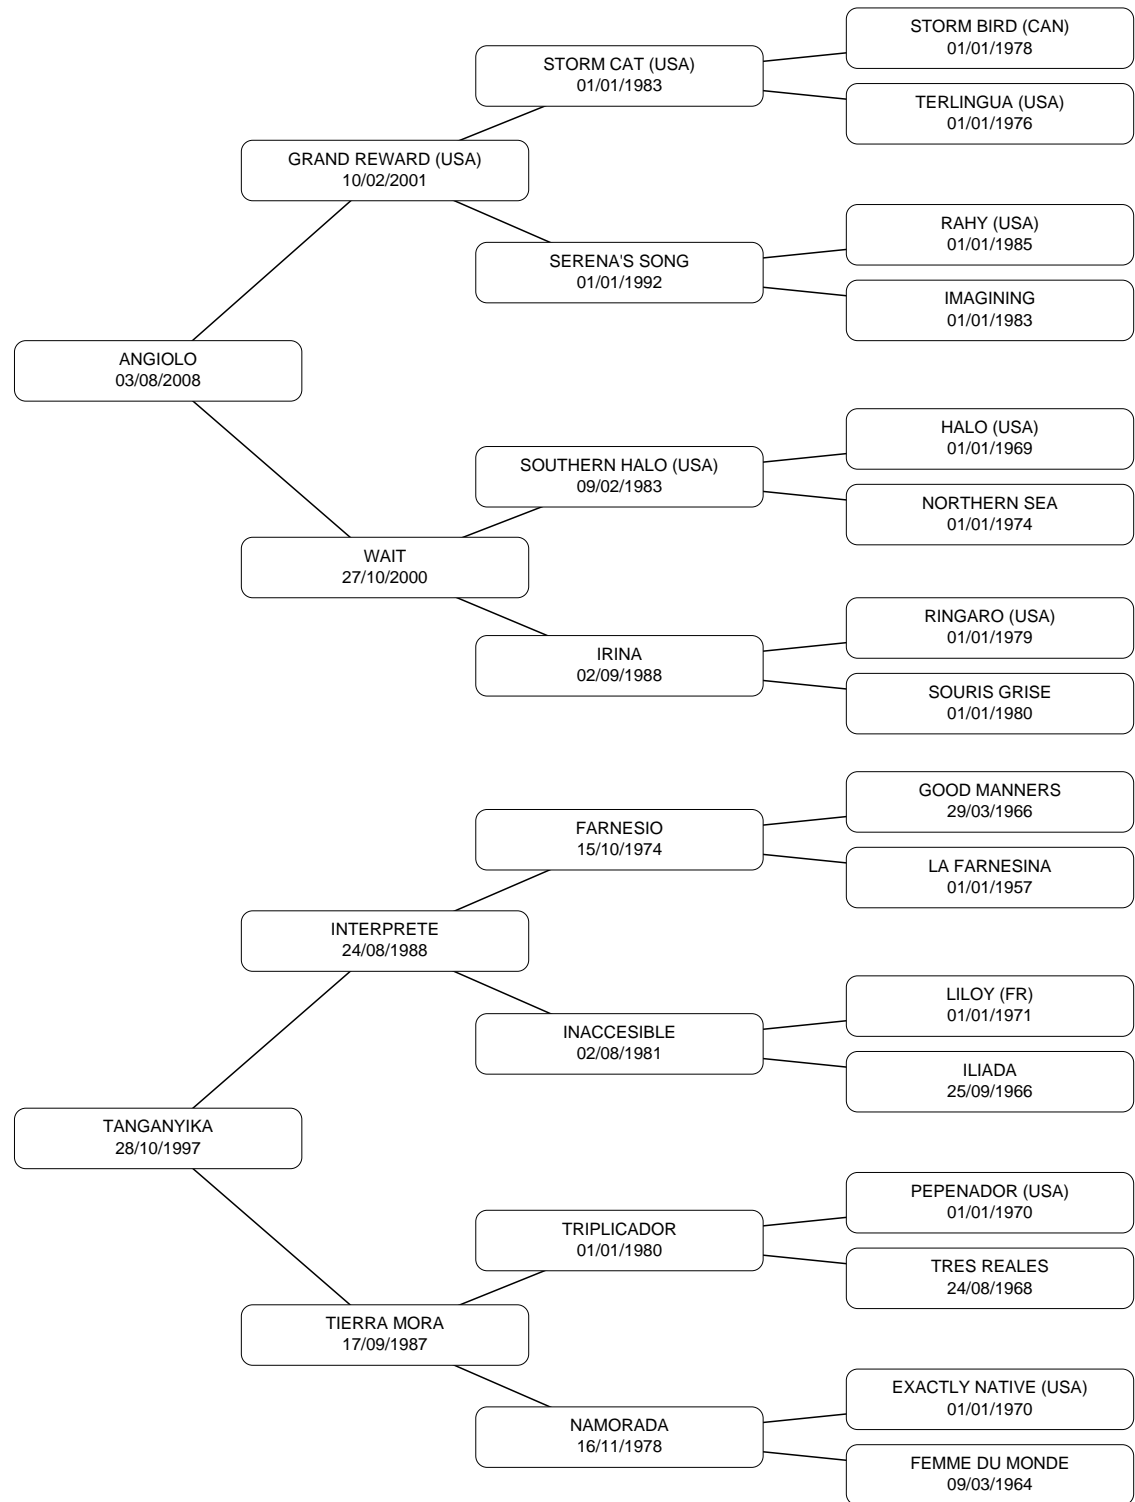 STORM BIRD (CAN)
01/01/1978
STORM CAT (USA)
01/01/1983
TERLINGUA (USA)
01/01/1976
GRAND REWARD (USA)
10/02/2001
RAHY (USA)
01/01/1985
SERENA'S SONG
01/01/1992
IMAGINING
01/01/1983
ANGIOLO
03/08/2008
HALO (USA)
01/01/1969
SOUTHERN HALO (USA)
09/02/1983
NORTHERN SEA
01/01/1974
WAIT
27/10/2000
RINGARO (USA)
01/01/1979
IRINA
02/09/1988
SOURIS GRISE
01/01/1980
GOOD MANNERS
29/03/1966
FARNESIO
15/10/1974
LA FARNESINA
01/01/1957
INTERPRETE
24/08/1988
LILOY (FR)
01/01/1971
INACCESIBLE
02/08/1981
ILIADA
25/09/1966
TANGANYIKA
28/10/1997
PEPENADOR (USA)
01/01/1970
TRIPLICADOR
01/01/1980
TRES REALES
24/08/1968
TIERRA MORA
17/09/1987
EXACTLY NATIVE (USA)
01/01/1970
NAMORADA
16/11/1978
FEMME DU MONDE
09/03/1964